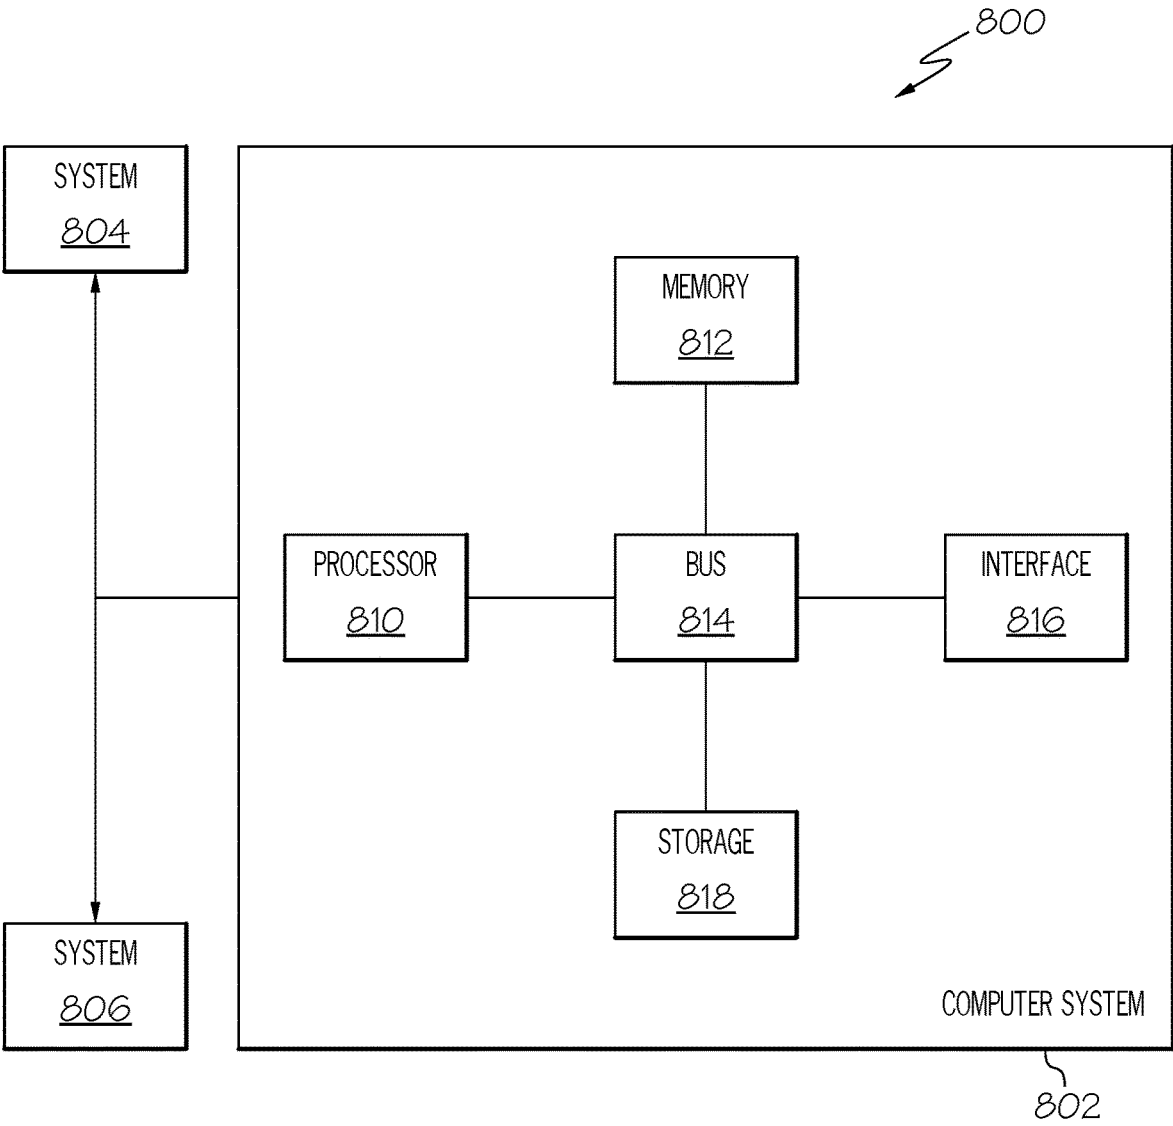 800
SYSTEM
804
MEMORY
812
PROCESSOR
810
BUS
814
INTERFACE
816
STORAGE
818
SYSTEM
806
COMPUTER SYSTEM
802